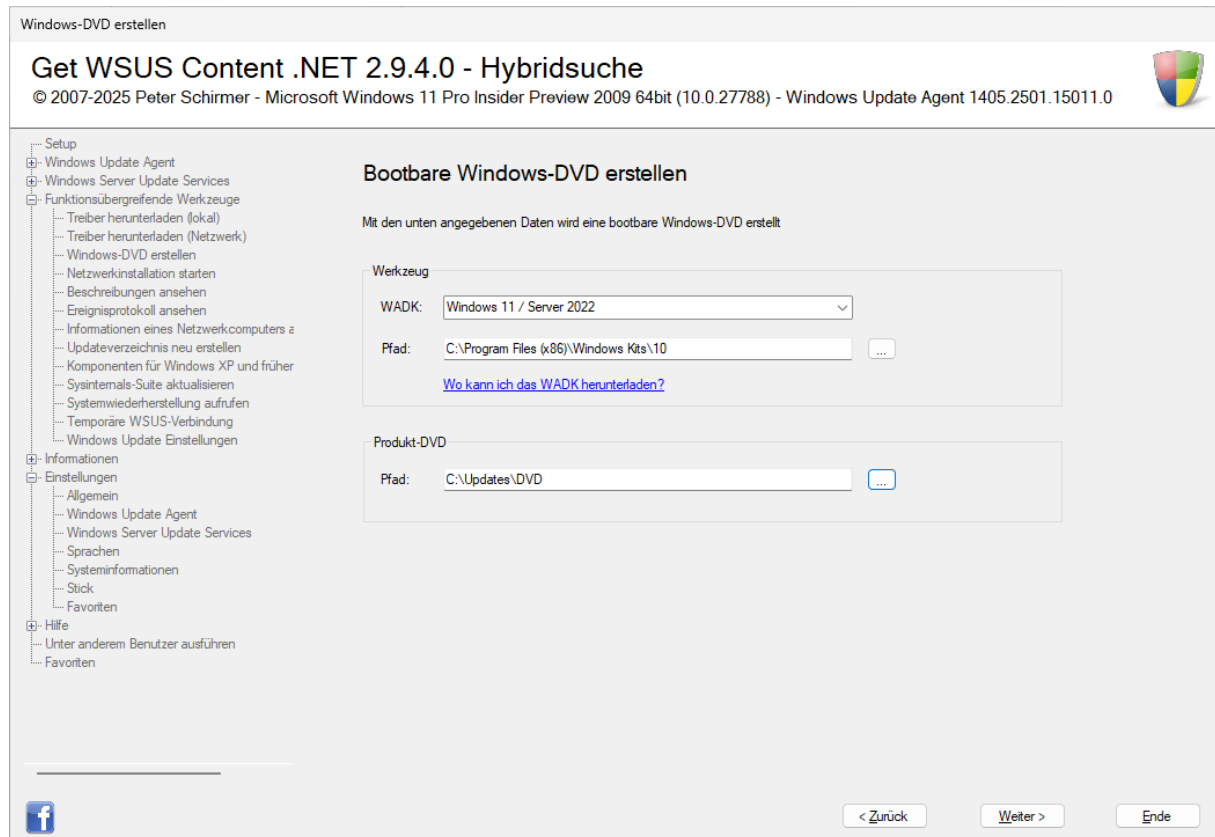 Windows-DVD erstellen
Get WSUS Content .NET 2.9.4.0 - Hybridsuche
© 2007-2025 Peter Schirmer - Microsoft Windows 11 Pro Insider Preview 2009 64bit (10.0.27788) - Windows Update Agent 1405.2501.15011.0
Setup
Windows Update Agent
Windows Server Update Services
Funktionsübergreifende Werkzeuge
Treiber herunterladen (lokal)
Treiber herunterladen (Netzwerk)
Windows-DVD erstellen
Netzwerkinstallation starten
Beschreibungen ansehen
Ereignisprotokoll ansehen
Informationen eines Netzwerkcomputers a
Updateverzeichnis neu erstellen
Komponenten für Windows XP und früher
Sysinternals-Suite aktualisieren
Systemwiederherstellung aufrufen
Temporäre WSUS-Verbindung
Windows Update Einstellungen
Informationen
Einstellungen
Allgemein
Windows Update Agent
Windows Server Update Services
Sprachen
Systeminformationen
Stick
Favoriten
Hilfe
Unter anderem Benutzer ausführen
Favoriten
Bootbare Windows-DVD erstellen
Mit den unten angegebenen Daten wird eine bootbare Windows-DVD erstellt
Werkzeug
WADK: Windows 11 / Server 2022
Pfad: C:\Program Files (x86)\Windows Kits\10 ...
Wo kann ich das WADK herunterladen?
Produkt-DVD
Pfad: C:\Updates\DVD ...
f
< Zurück Weiter > Ende